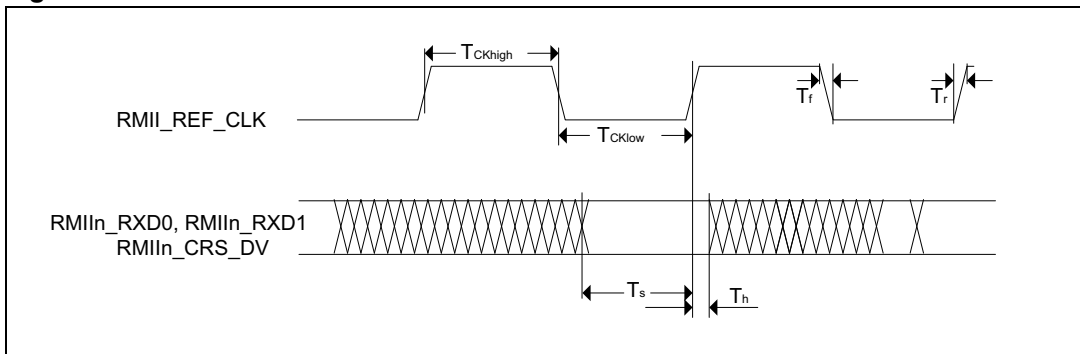 TCKhigh
Tf
Tr
RMII_REF_CLK
TCKlow
RMIIn_RXD0, RMIIn_RXD1
RMIIn_CRS_DV
Ts
Th